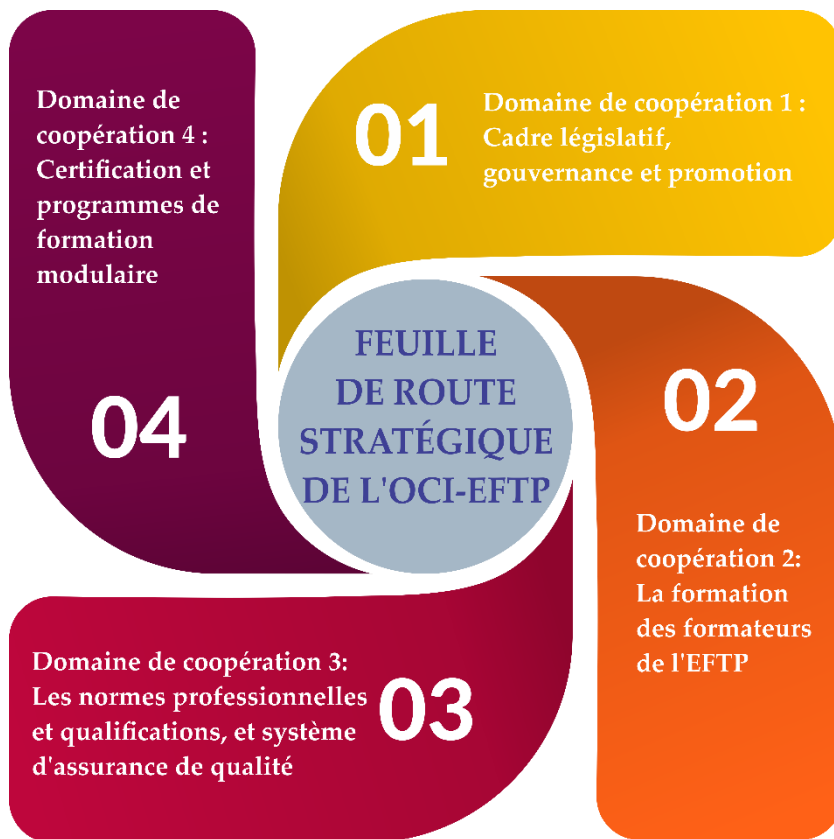 FEUILLE
DE ROUTE
STRATÉGIQUE
DE L'OCI-EFTP
01
Domaine de coopération 1 :
Cadre législatif,
gouvernance et promotion
02
Domaine de
coopération 2:
La formation
des formateurs
de l'EFTP
Domaine de coopération 3:
Les normes professionnelles
et qualifications, et système
d'assurance de qualité
03
Domaine de
coopération 4 :
Certification et
programmes de
formation
modulaire
04